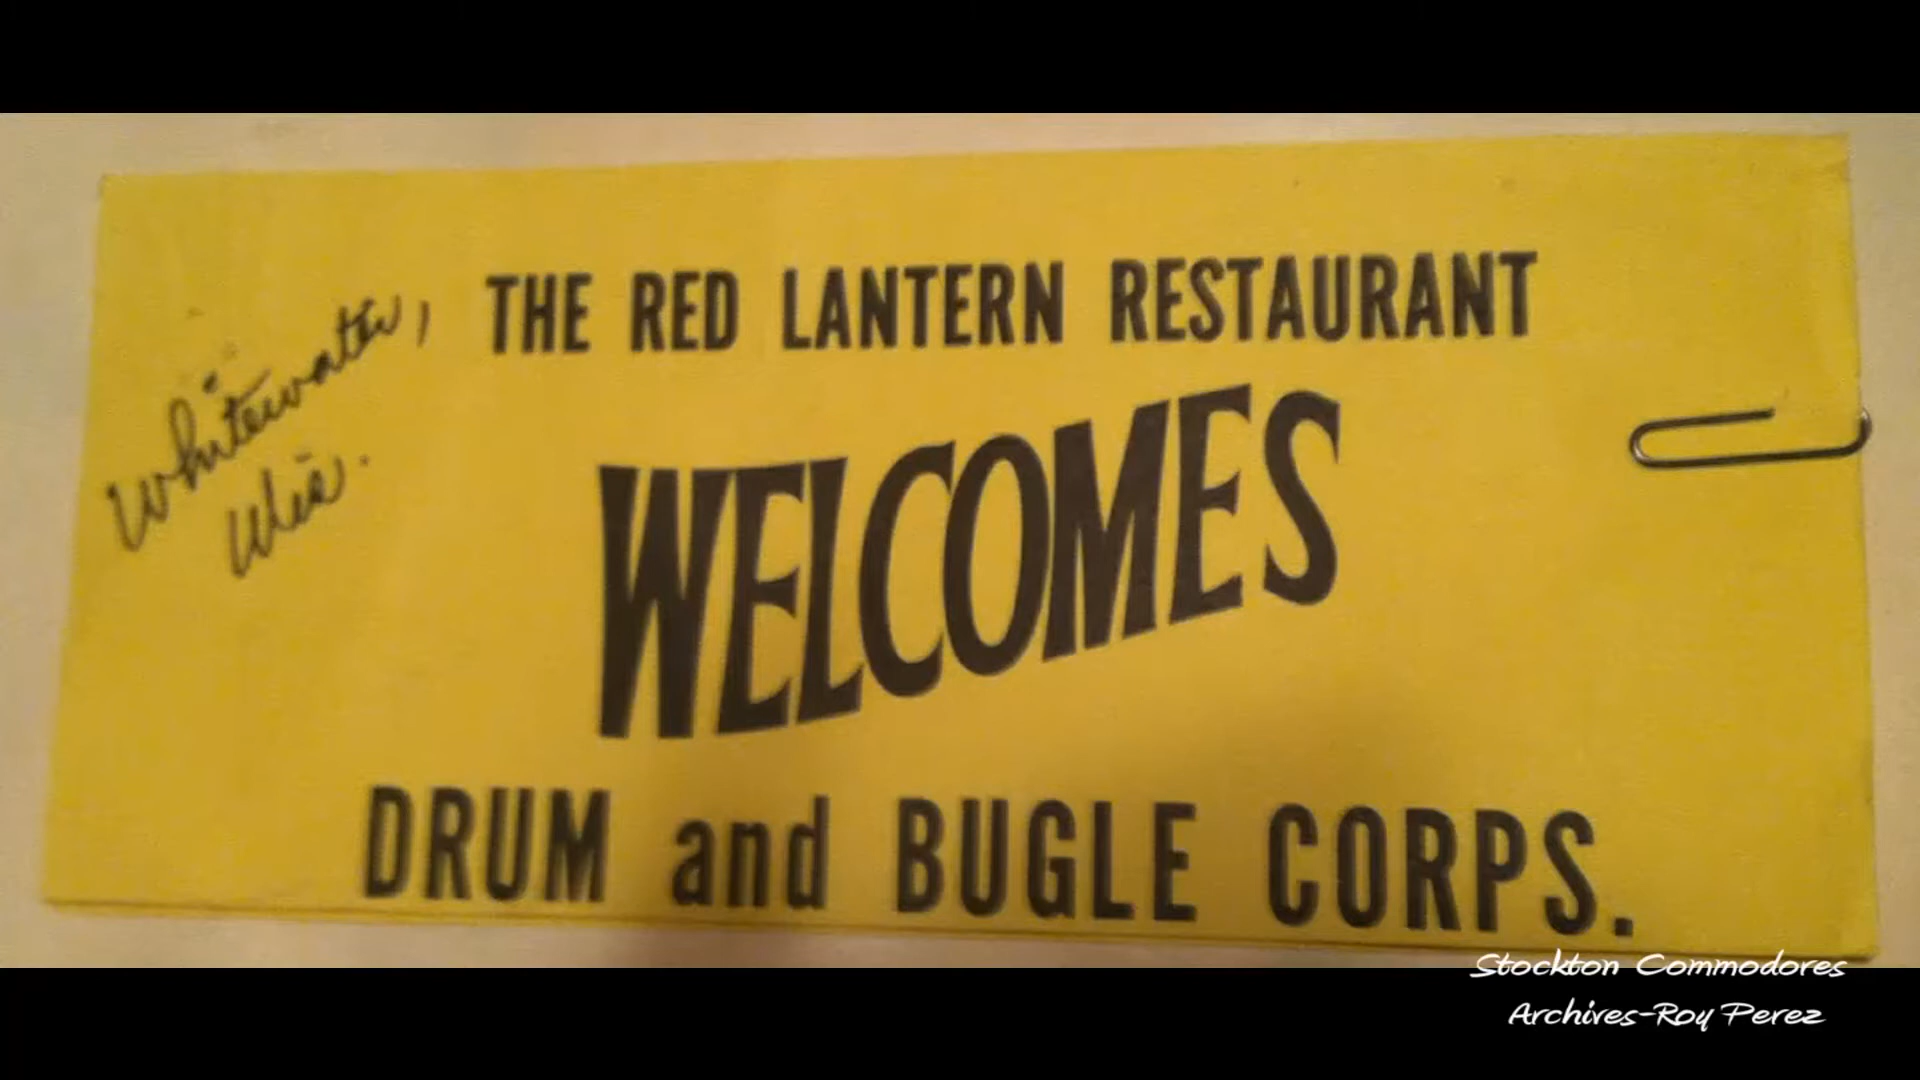 Whitewater,
Wis.
THE RED LANTERN RESTAURANT
WELCOMES
DRUM and BUGLE CORPS.
Stockton Commodores
Archives-Roy Perez